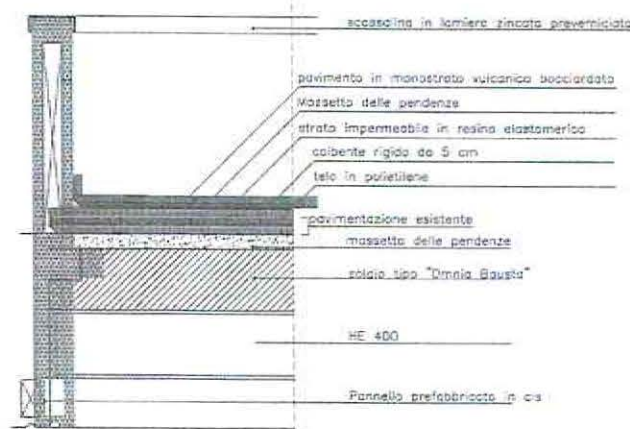 scossalina in lamiera zincata preverniciata
pavimento in monostrato vulcanico bocciardato
Massetto delle pendenze
strato impermeabile in resina elastomerica
coibente rigido da 5 cm
telo in polietilene
pavimentazione esistente
massetto delle pendenze
solaio tipo "Omnia Bausta"
HE 400
Pannello prefabbricato in cls